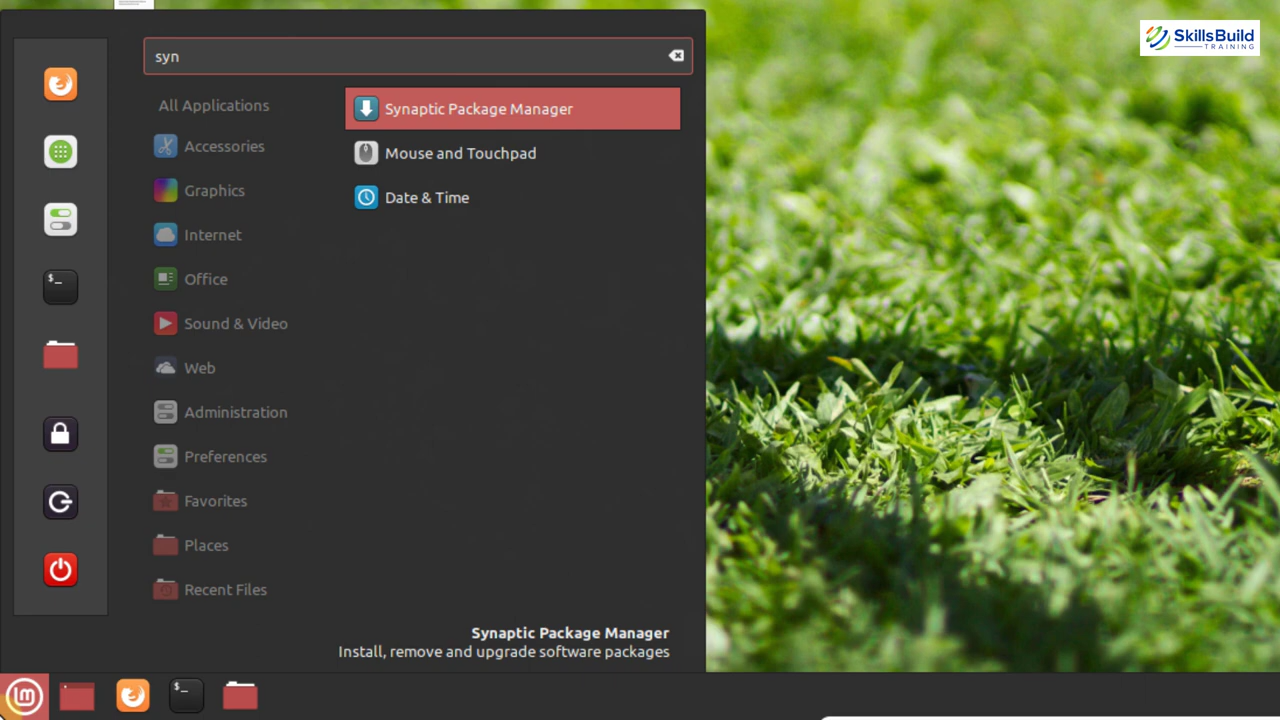 SkillsBuild
TRAINING
syn
All Applications
Accessories
Graphics
Internet
Office
Sound & Video
Web
Administration
Preferences
Favorites
Places
Recent Files
Synaptic Package Manager
Mouse and Touchpad
Date & Time
Synaptic Package Manager
Install, remove and upgrade software packages
$_
$_